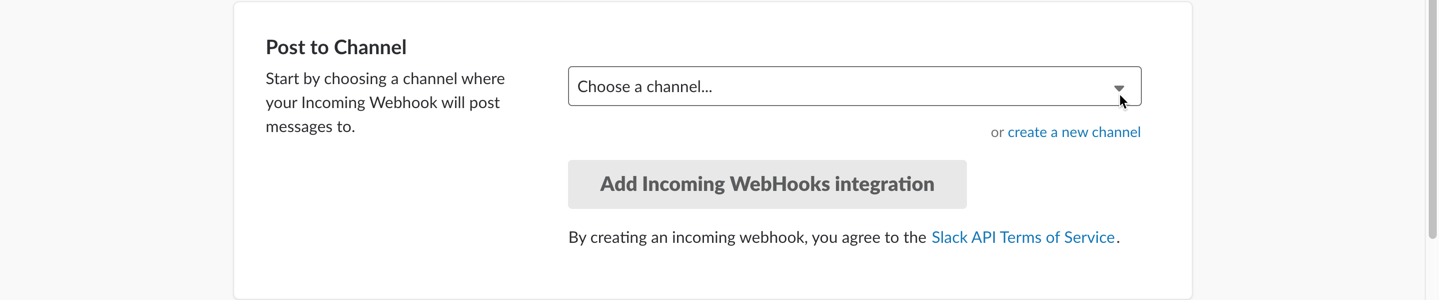 Post to Channel
Start by choosing a channel where
your Incoming Webhook will post
messages to.
Choose a channel...
or create a new channel
Add Incoming WebHooks integration
By creating an incoming webhook, you agree to the Slack API Terms of Service.